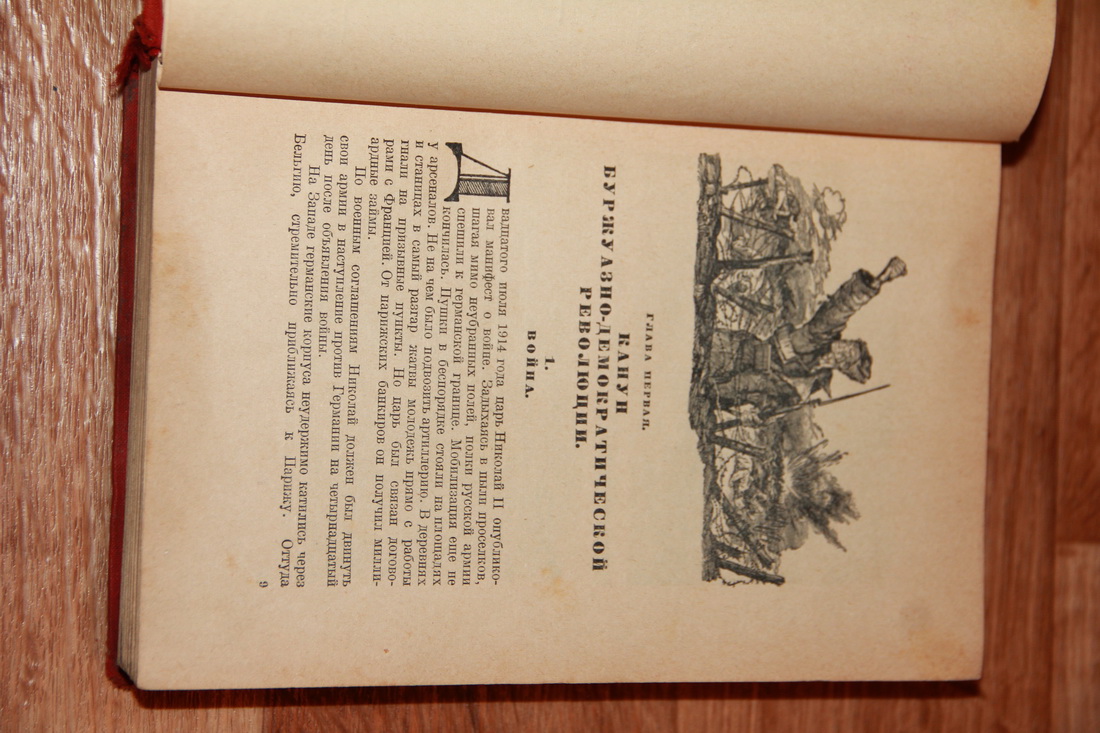 ГЛАВА ПЕРВАЯ.
КАНУН
БУРЖУАЗНО-ДЕМОКРАТИЧЕСКОЙ
РЕВОЛЮЦИИ.
1.
ВОЙНА.
Двадцатого июля 1914 года царь Николай II опублико-
вал манифест о войне. Задыхаясь в пыли проселков,
шагая мимо неубранных полей, полки русской армии
спешили к германской границе. Мобилизация еще не
кончилась. Пушки в беспорядке стояли на площадях
у арсеналов. Не на чем было подвозить артиллерию. В деревнях
и станицах в самый разгар жатвы молодежь прямо с работы
гнали на призывные пункты. Но царь был связан догово-
рами с Францией. От парижских банкиров он получил милли-
ардные займы.
По военным соглашениям Николай должен был двинуть
свои армии в наступление против Германии на четырнадцатый
день после объявления войны.
На Западе германские корпуса неудержимо катились через
Бельгию, стремительно приближаясь к Парижу. Оттуда
9